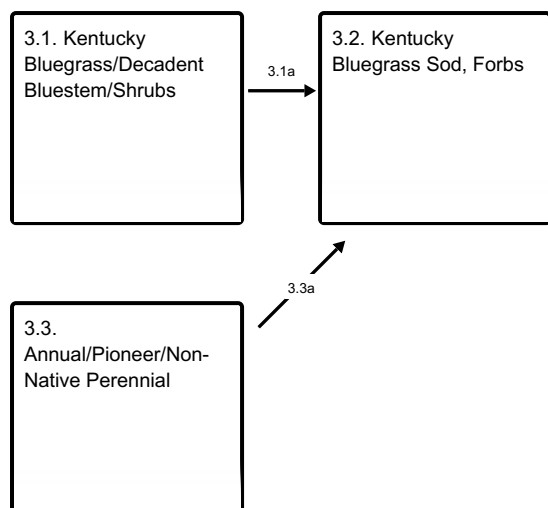 3.1. Kentucky
Bluegrass/Decadent
Bluestem/Shrubs
3.1a
3.2. Kentucky
Bluegrass Sod, Forbs
3.3a
3.3.
Annual/Pioneer/Non-
Native Perennial